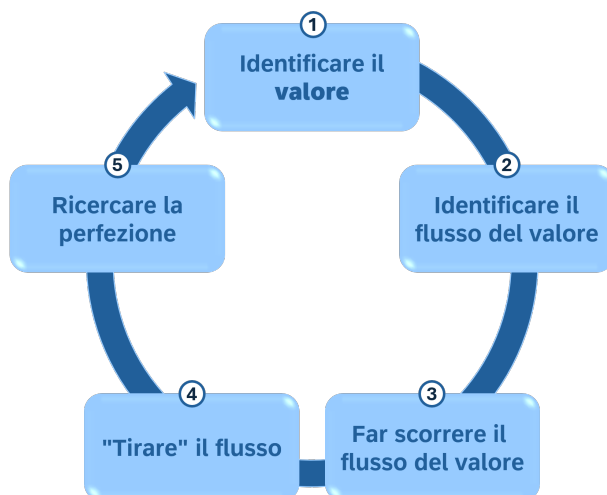 1
Identificare il
valore
2
Identificare il
flusso del valore
3
Far scorrere il
flusso del valore
4
"Tirare" il flusso
5
Ricercare la
perfezione